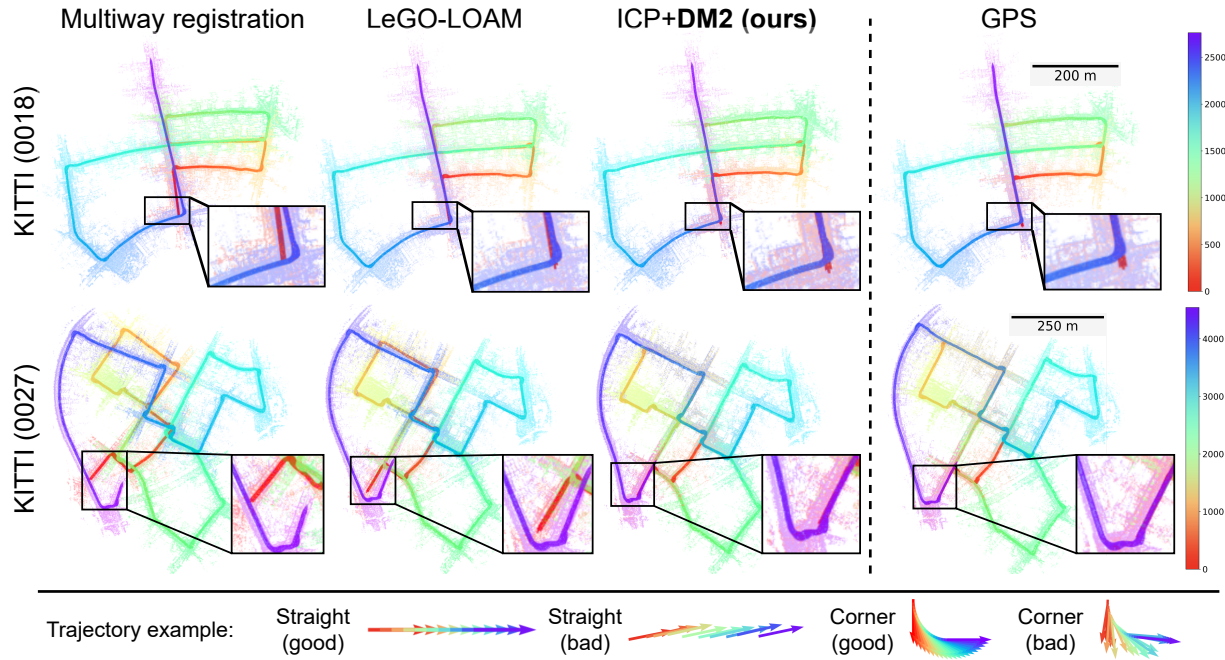 Multiway registration
LeGO-LOAM
ICP+DM2 (ours)
GPS
KITTI (0018)
200 m
2500
2000
1500
1000
500
0
KITTI (0027)
250 m
4000
3000
2000
1000
0
Trajectory example:
Straight
(good)
Straight
(bad)
Corner
(good)
Corner
(bad)